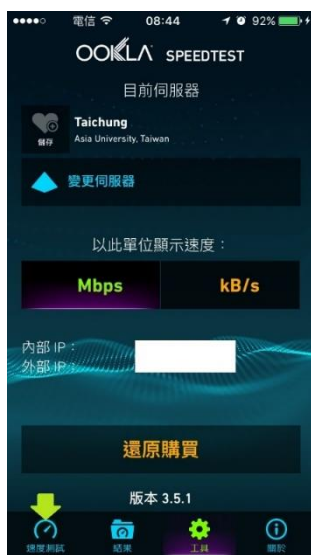 電信 08:44 92%
OOKLA SPEEDTEST
目前伺服器
Taichung
Asia University, Taiwan
儲存
變更伺服器
以此單位顯示速度：
Mbps kB/s
內部 IP：
外部 IP：
還原購買
版本 3.5.1
速度測試 結果 工具 關於